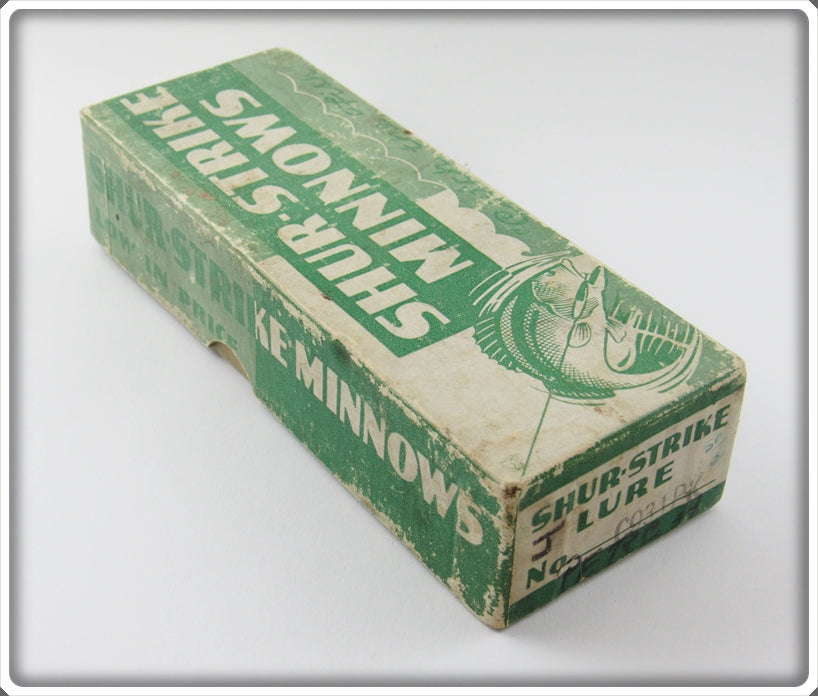 SHUR-STRIKE
MINNOWS
SHUR-STRIKE MINNOWS
LOW IN PRICE
SHUR-STRIKE
LURE
No.